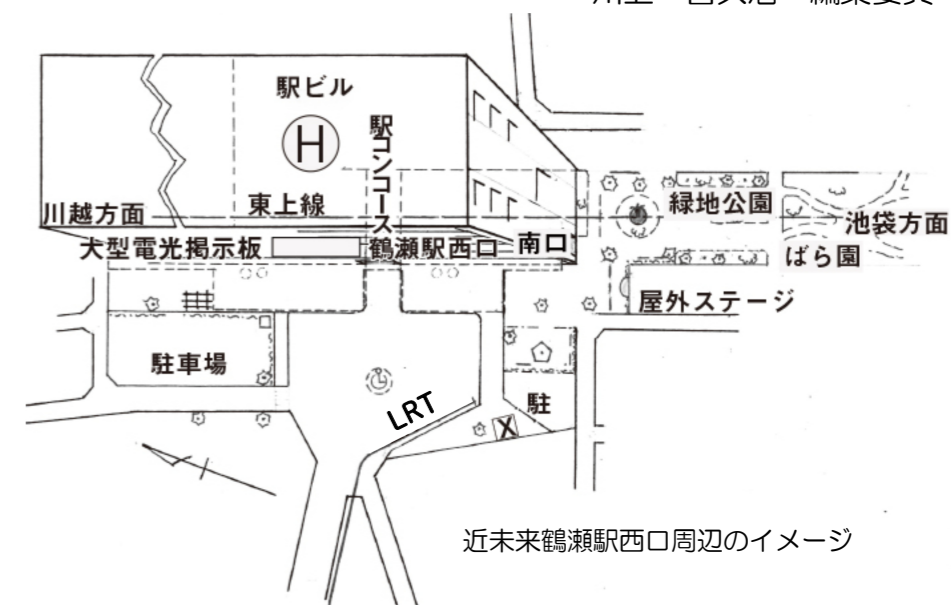 駅ビル
H
駅コンコース
川越方面
東上線
緑地公園
池袋方面
大型電光掲示板
鶴瀬駅西口
南口
ばら園
屋外ステージ
駐車場
LRT
駐
X
近未来鶴瀬駅西口周辺のイメージ